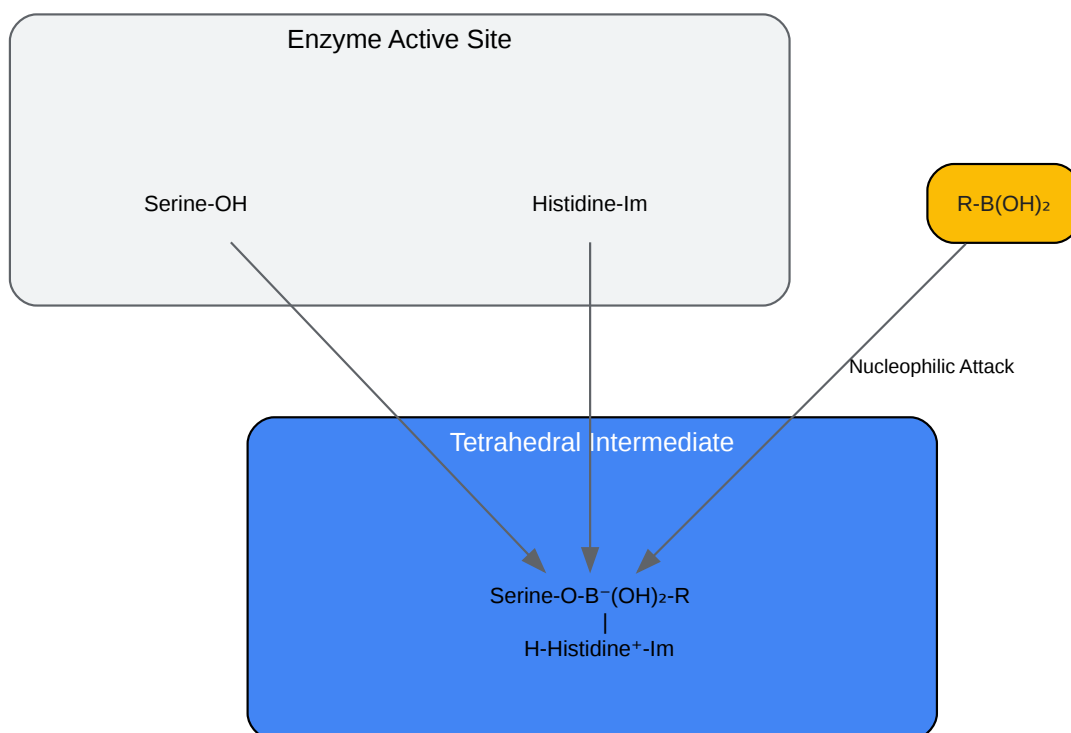 Enzyme Active Site
Serine-OH
Histidine-Im
R-B(OH)₂
Nucleophilic Attack
Tetrahedral Intermediate
Serine-O-B⁻(OH)₂-R
|
H-Histidine⁺-Im